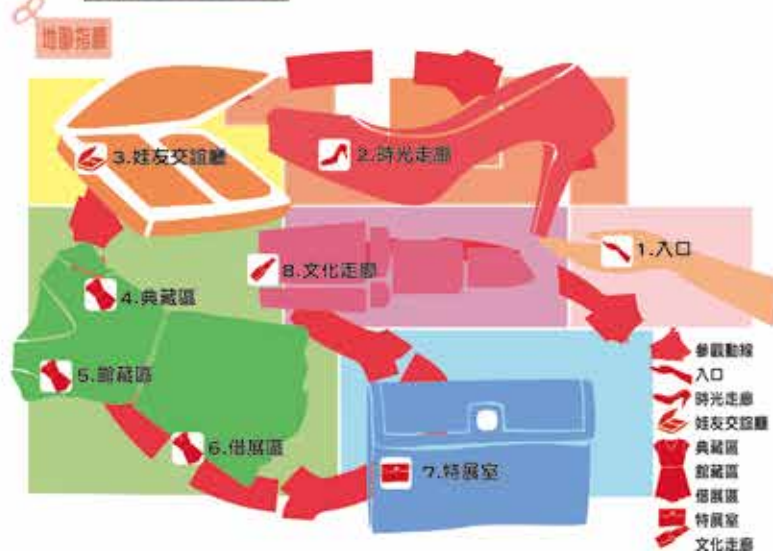 地圖指標
3.娃友交誼廳
2.時光走廊
8.文化走廊
1.入口
4.典藏區
5.館藏區
6.借展區
7.特展室
參觀動線
入口
時光走廊
娃友交誼廳
典藏區
館藏區
借展區
特展室
文化走廊